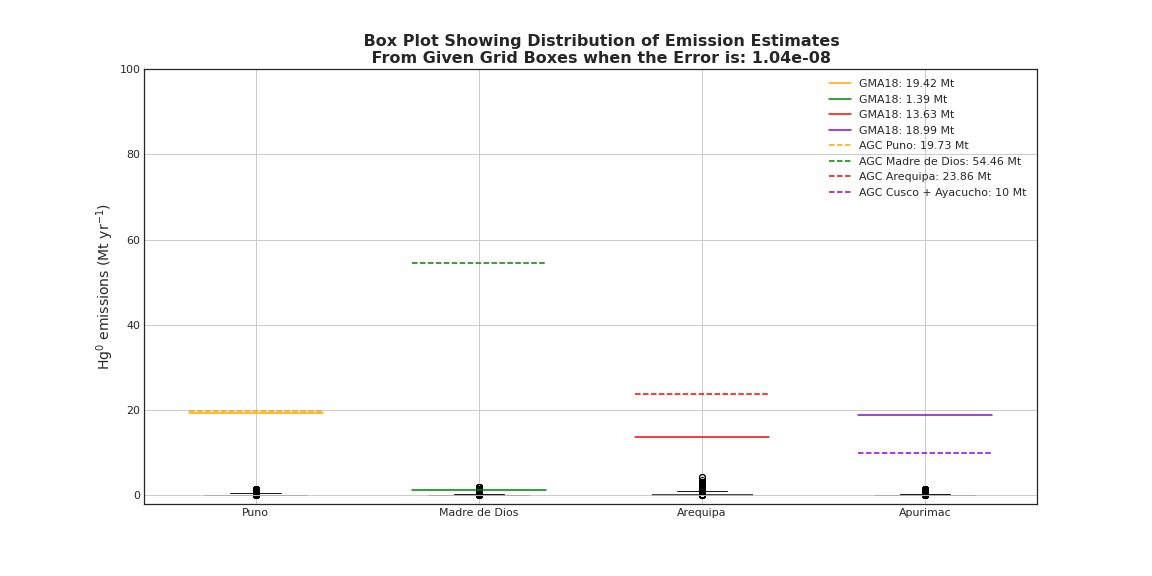 Box Plot Showing Distribution of Emission Estimates
From Given Grid Boxes when the Error is: 1.04e-08
100
80
60
40
20
0
Hg⁰ emissions (Mt yr⁻¹)
GMA18: 19.42 Mt
GMA18: 1.39 Mt
GMA18: 13.63 Mt
GMA18: 18.99 Mt
AGC Puno: 19.73 Mt
AGC Madre de Dios: 54.46 Mt
AGC Arequipa: 23.86 Mt
AGC Cusco + Ayacucho: 10 Mt
Puno
Madre de Dios
Arequipa
Apurimac